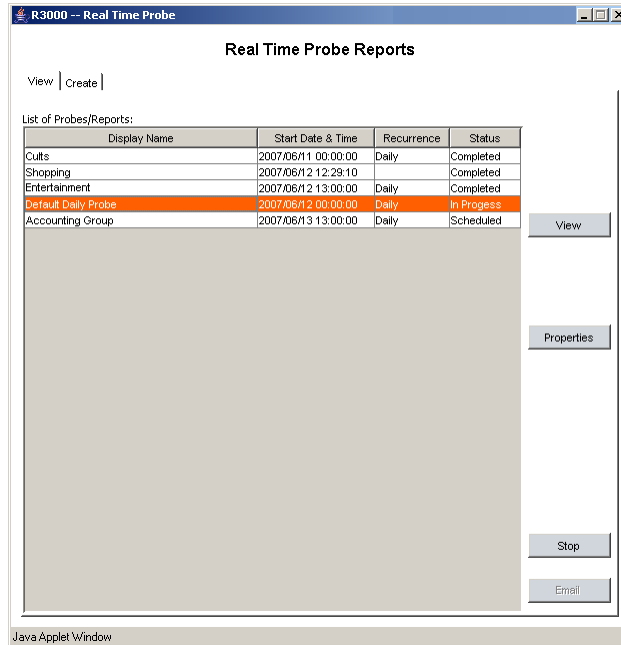 R3000 -- Real Time Probe
Real Time Probe Reports
View Create
List of Probes/Reports:
Display Name Start Date & Time Recurrence Status
Cults 2007/06/11 00:00:00 Daily Completed
Shopping 2007/06/12 12:29:10 Completed
Entertainment 2007/06/12 13:00:00 Daily Completed
Default Daily Probe 2007/06/12 00:00:00 Daily In Progess
Accounting Group 2007/06/13 13:00:00 Daily Scheduled
View
Properties
Stop
Email
Java Applet Window